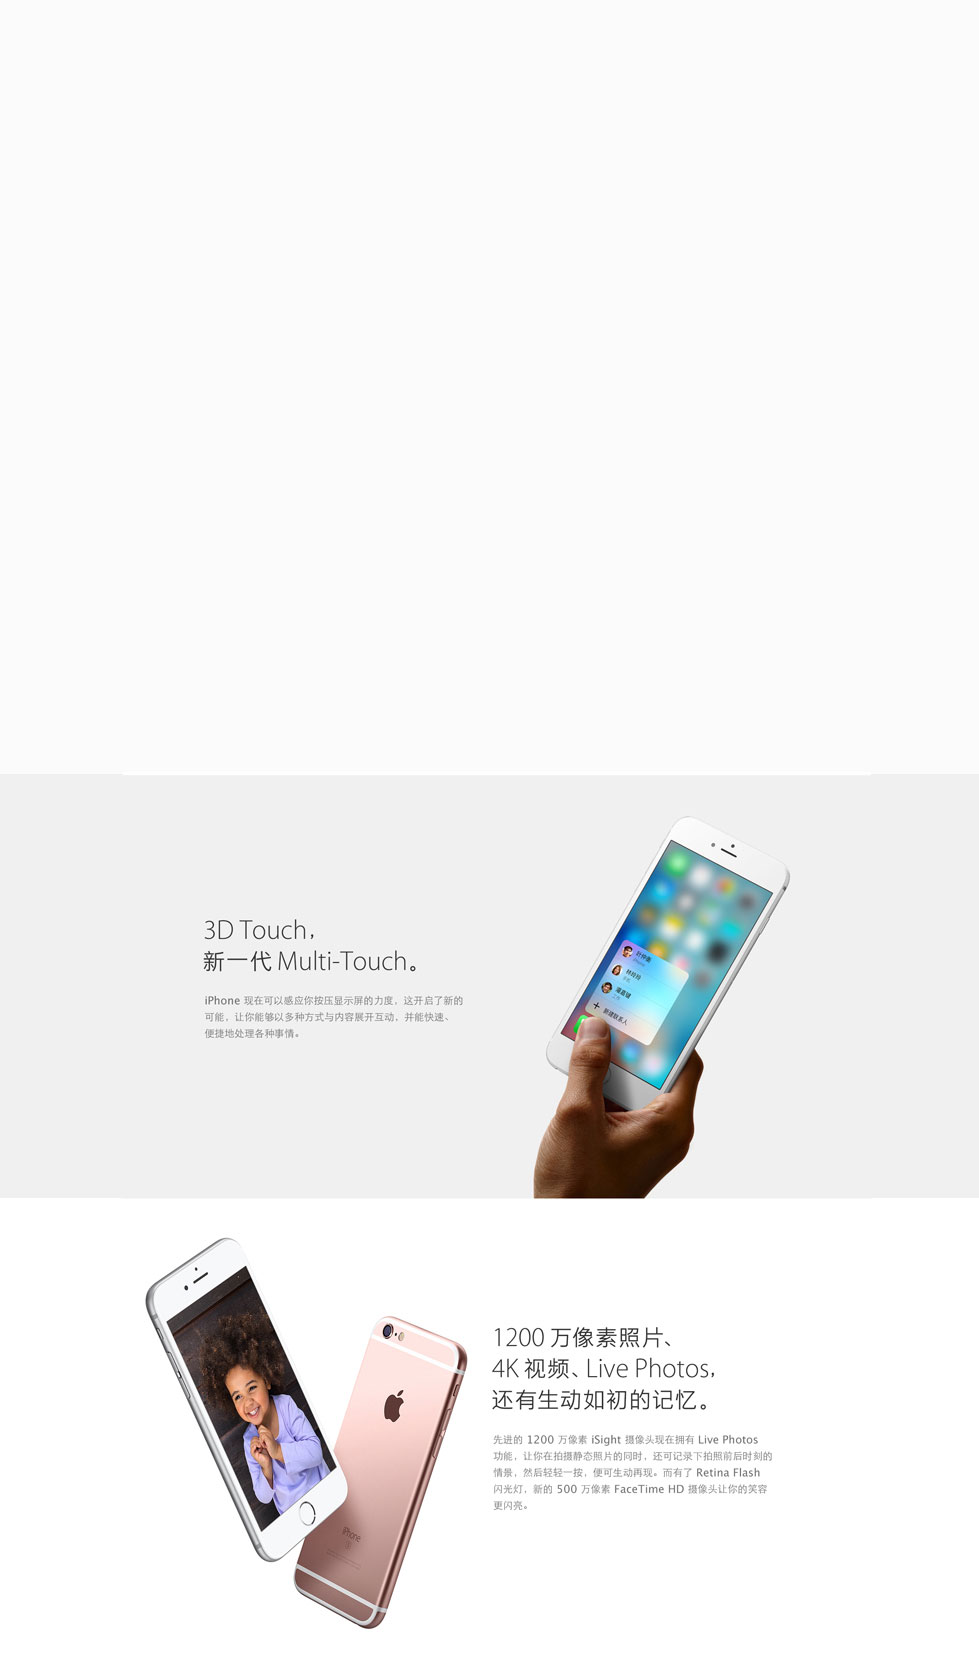 3D Touch，
新一代 Multi-Touch。
iPhone 现在可以感应你按压显示屏的力度，这开启了新的
可能，让你能够以多种方式与内容展开互动，并能快速、
便捷地处理各种事情。
iPhone
新建联系人
1200 万像素照片、
4K 视频、Live Photos，
还有生动如初的记忆。
先进的 1200 万像素 iSight 摄像头现在拥有 Live Photos
功能，让你在拍摄静态照片的同时，还可记录下拍照前后时刻的
情景，然后轻轻一按，便可生动再现。而有了 Retina Flash
闪光灯，新的 500 万像素 FaceTime HD 摄像头让你的笑容
更闪亮。
iPhone